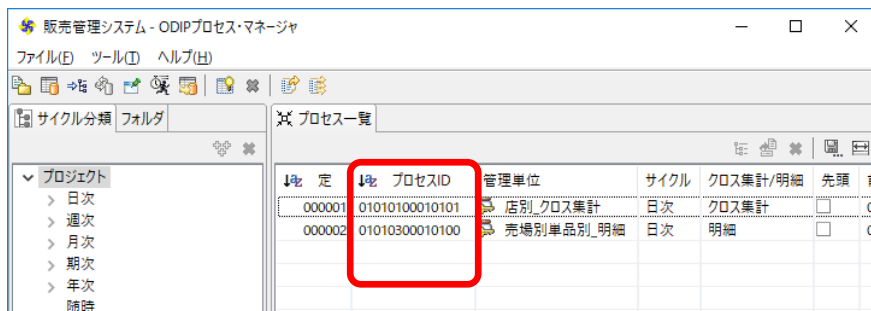 販売管理システム - ODIPプロセス・マネージャ
ファイル(F) ツール(T) ヘルプ(H)
サイクル分類 フォルダ
プロセス一覧
プロジェクト
日次
週次
月次
期次
年次
随時
定 プロセスID 管理単位 サイクル クロス集計/明細 先頭
000001 01010100010101 店別_クロス集計 日次 クロス集計
000002 01010300010100 売場別単品別_明細 日次 明細